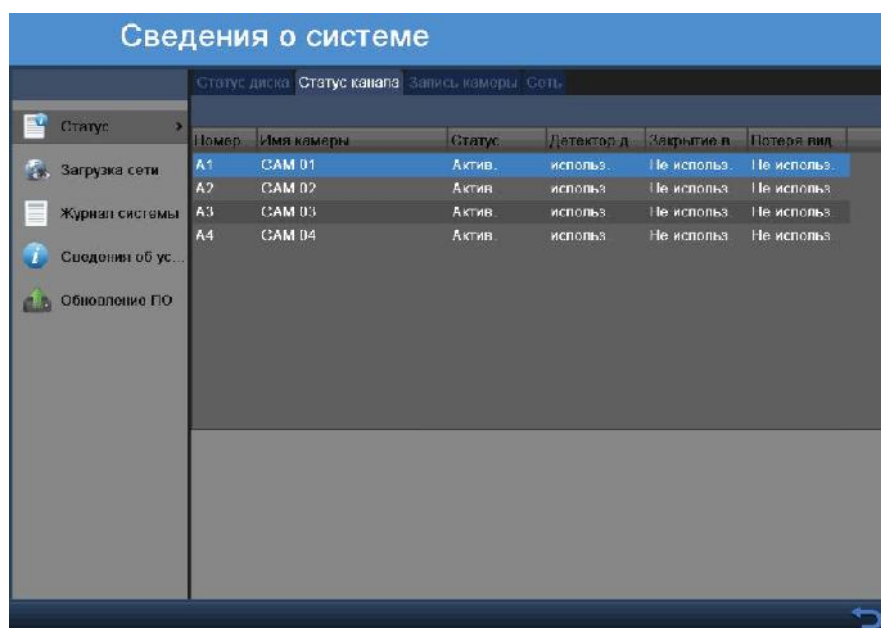 Сведения о системе
Статус диска Статус канала Запись камеры Сеть
Статус
Загрузка сети
Журнал системы
Сведения об ус...
Обновление ПО
Номер Имя камеры Статус Детектор д Закрытие в Потеря вид
A1 CAM 01 Актив. использ. Не использ. Не использ.
A2 CAM 02 Актив. использ. Не использ. Не использ.
A3 CAM 03 Актив. использ. Не использ. Не использ.
A4 CAM 04 Актив. использ. Не использ. Не использ.